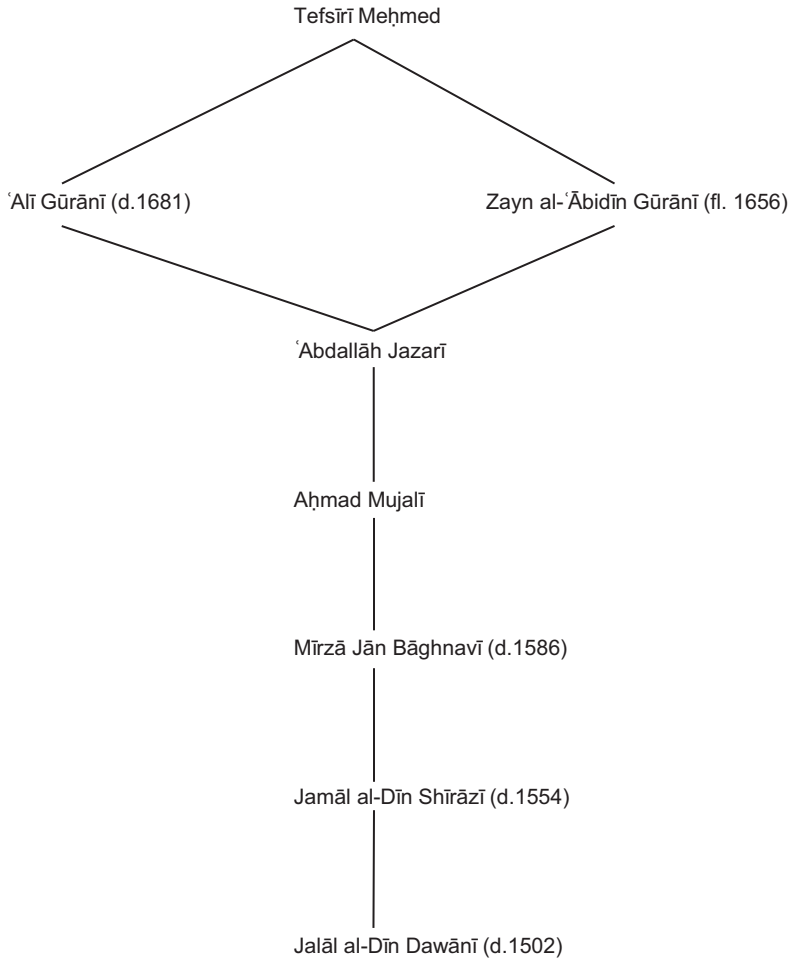 Tefsīrī Meḥmed
ʿAlī Gūrānī (d.1681)
Zayn al-ʿĀbidīn Gūrānī (fl. 1656)
ʿAbdallāh Jazarī
Aḥmad Mujalī
Mīrzā Jān Bāghnavī (d.1586)
Jamāl al-Dīn Shīrāzī (d.1554)
Jalāl al-Dīn Dawānī (d.1502)